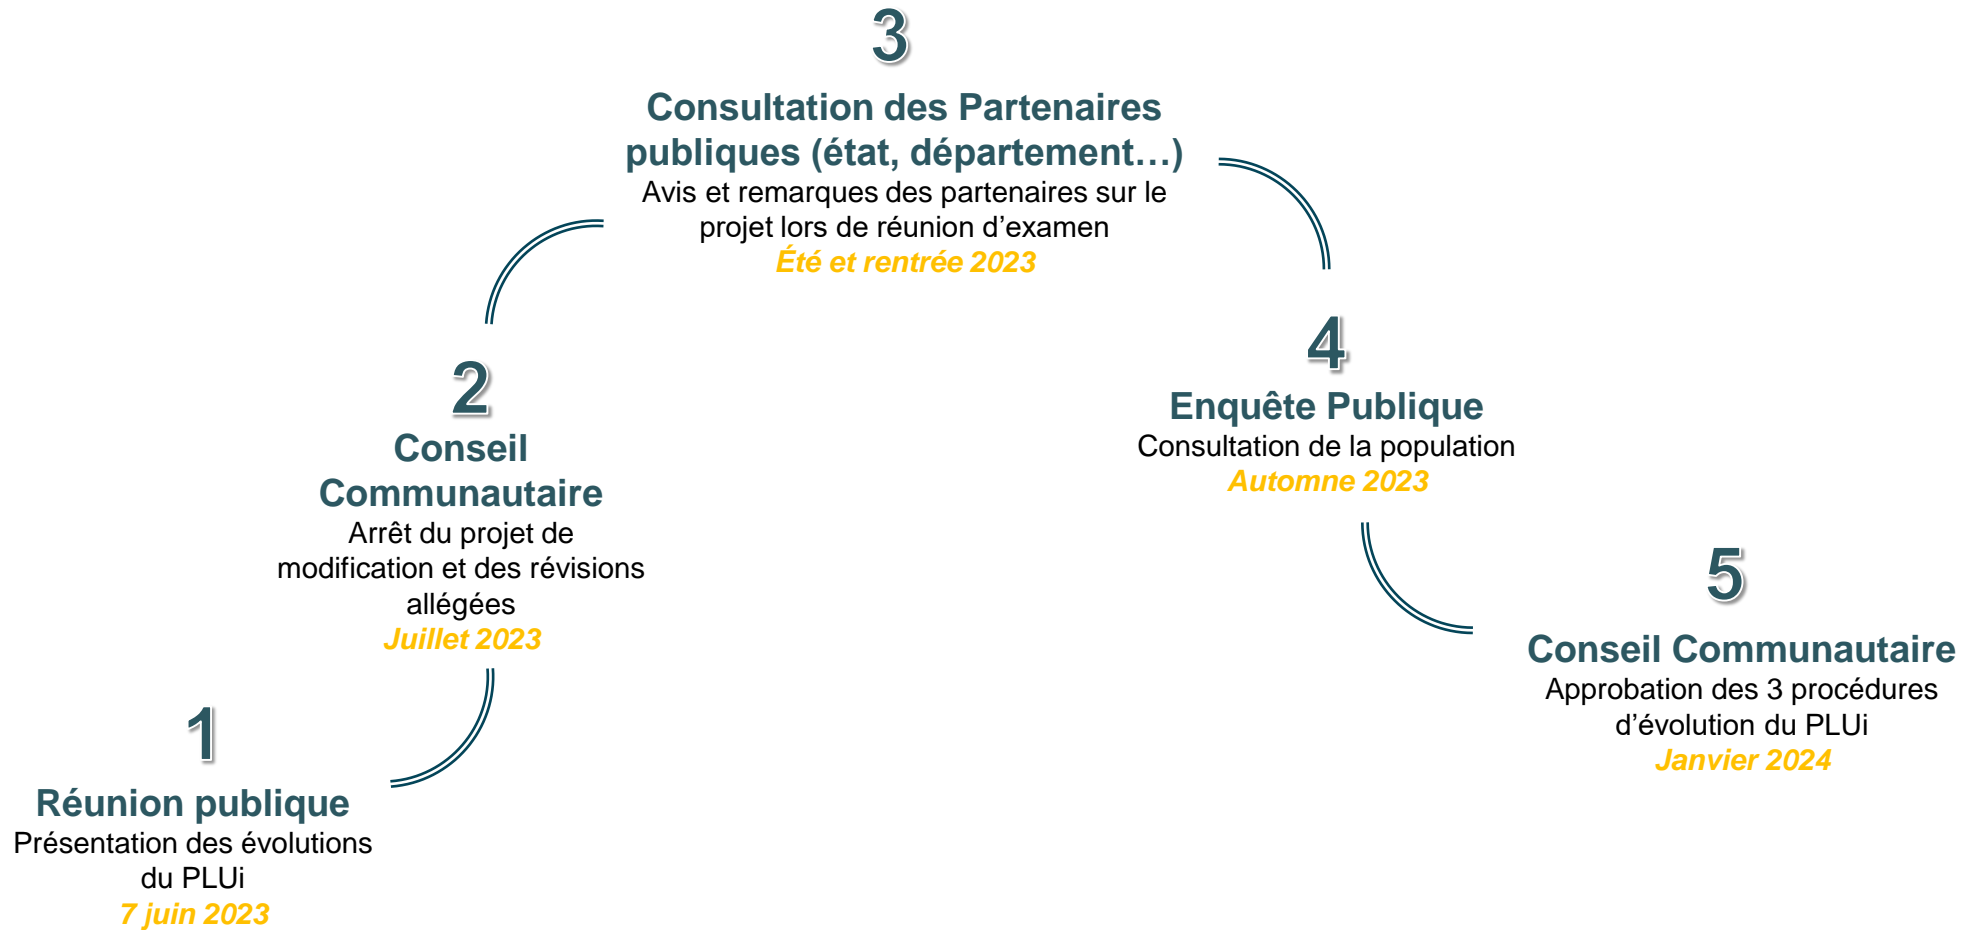 1
Réunion publique
Présentation des évolutions
du PLUi
7 juin 2023
2
Conseil
Communautaire
Arrêt du projet de
modification et des révisions
allégées
Juillet 2023
3
Consultation des Partenaires
publiques (état, département…)
Avis et remarques des partenaires sur le
projet lors de réunion d’examen
Été et rentrée 2023
4
Enquête Publique
Consultation de la population
Automne 2023
5
Conseil Communautaire
Approbation des 3 procédures
d’évolution du PLUi
Janvier 2024